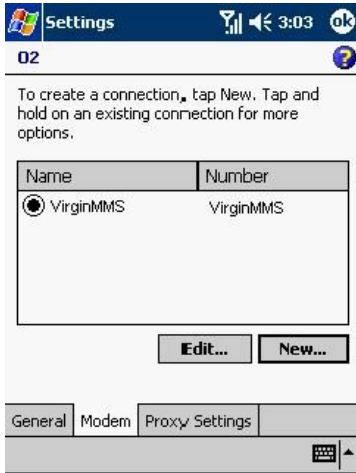 Settings 3:03 ok
O2
To create a connection, tap New. Tap and
hold on an existing connection for more
options.
Name Number
VirginMMS VirginMMS
Edit... New...
General Modem Proxy Settings